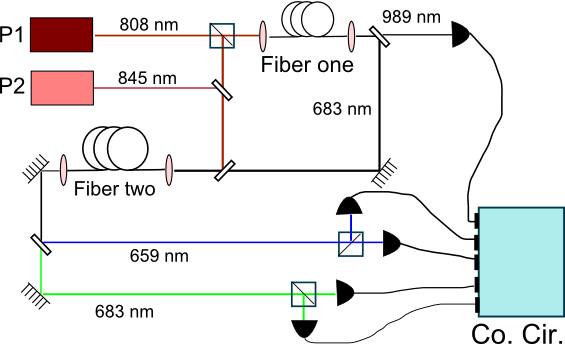 P1
808 nm
989 nm
Fiber one
P2
845 nm
683 nm
Fiber two
659 nm
683 nm
Co. Cir.